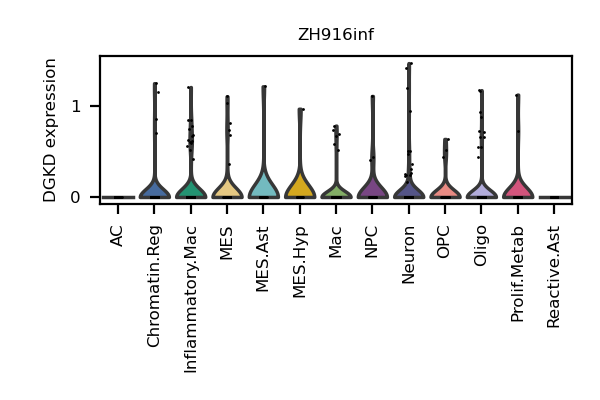 ZH916inf
DGKD expression
1
0
AC
Chromatin.Reg
Inflammatory.Mac
MES
MES.Ast
MES.Hyp
Mac
NPC
Neuron
OPC
Oligo
Prolif.Metab
Reactive.Ast